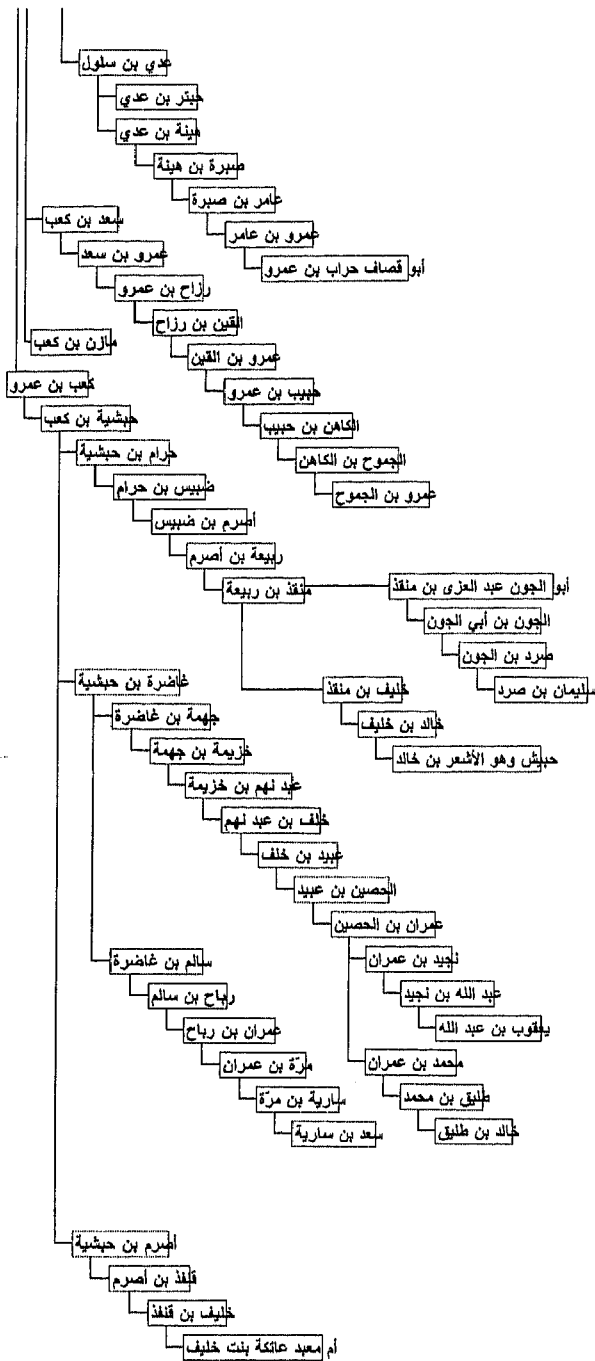 عدي بن سلول
حبتر بن عدي
هينة بن عدي
صبرة بن هينة
عامر بن صبرة
سعد بن كعب
عمرو بن عامر
عمرو بن سعد
أبو قصاف حراب بن عمرو
رزاح بن عمرو
القين بن رزاح
مازن بن كعب
عمرو بن القين
كعب بن عمرو
حبيب بن عمرو
حبشية بن كعب
الكاهن بن حبيب
حرام بن حبشية
الجموح بن الكاهن
ضبيس بن حرام
عمرو بن الجموح
أصرم بن ضبيس
ربيعة بن أصرم
منقذ بن ربيعة
أبو الجون عبد العزى بن منقذ
الجون بن أبي الجون
صرد بن الجون
غاضرة بن حبشية
خليف بن منقذ
سليمان بن صرد
جهمة بن غاضرة
خالد بن خليف
خزيمة بن جهمة
حبيش وهو الأشعر بن خالد
عبد نهم بن خزيمة
خلف بن عبد نهم
عبيد بن خلف
الحصين بن عبيد
عمران بن الحصين
سالم بن غاضرة
نجيد بن عمران
رباح بن سالم
عبد الله بن نجيد
عمران بن رباح
يعقوب بن عبد الله
مرّة بن عمران
محمد بن عمران
سارية بن مرّة
طليق بن محمد
سعد بن سارية
خالد بن طليق
أصرم بن حبشية
قنفذ بن أصرم
خليف بن قنفذ
أم معبد عاتكة بنت خليف